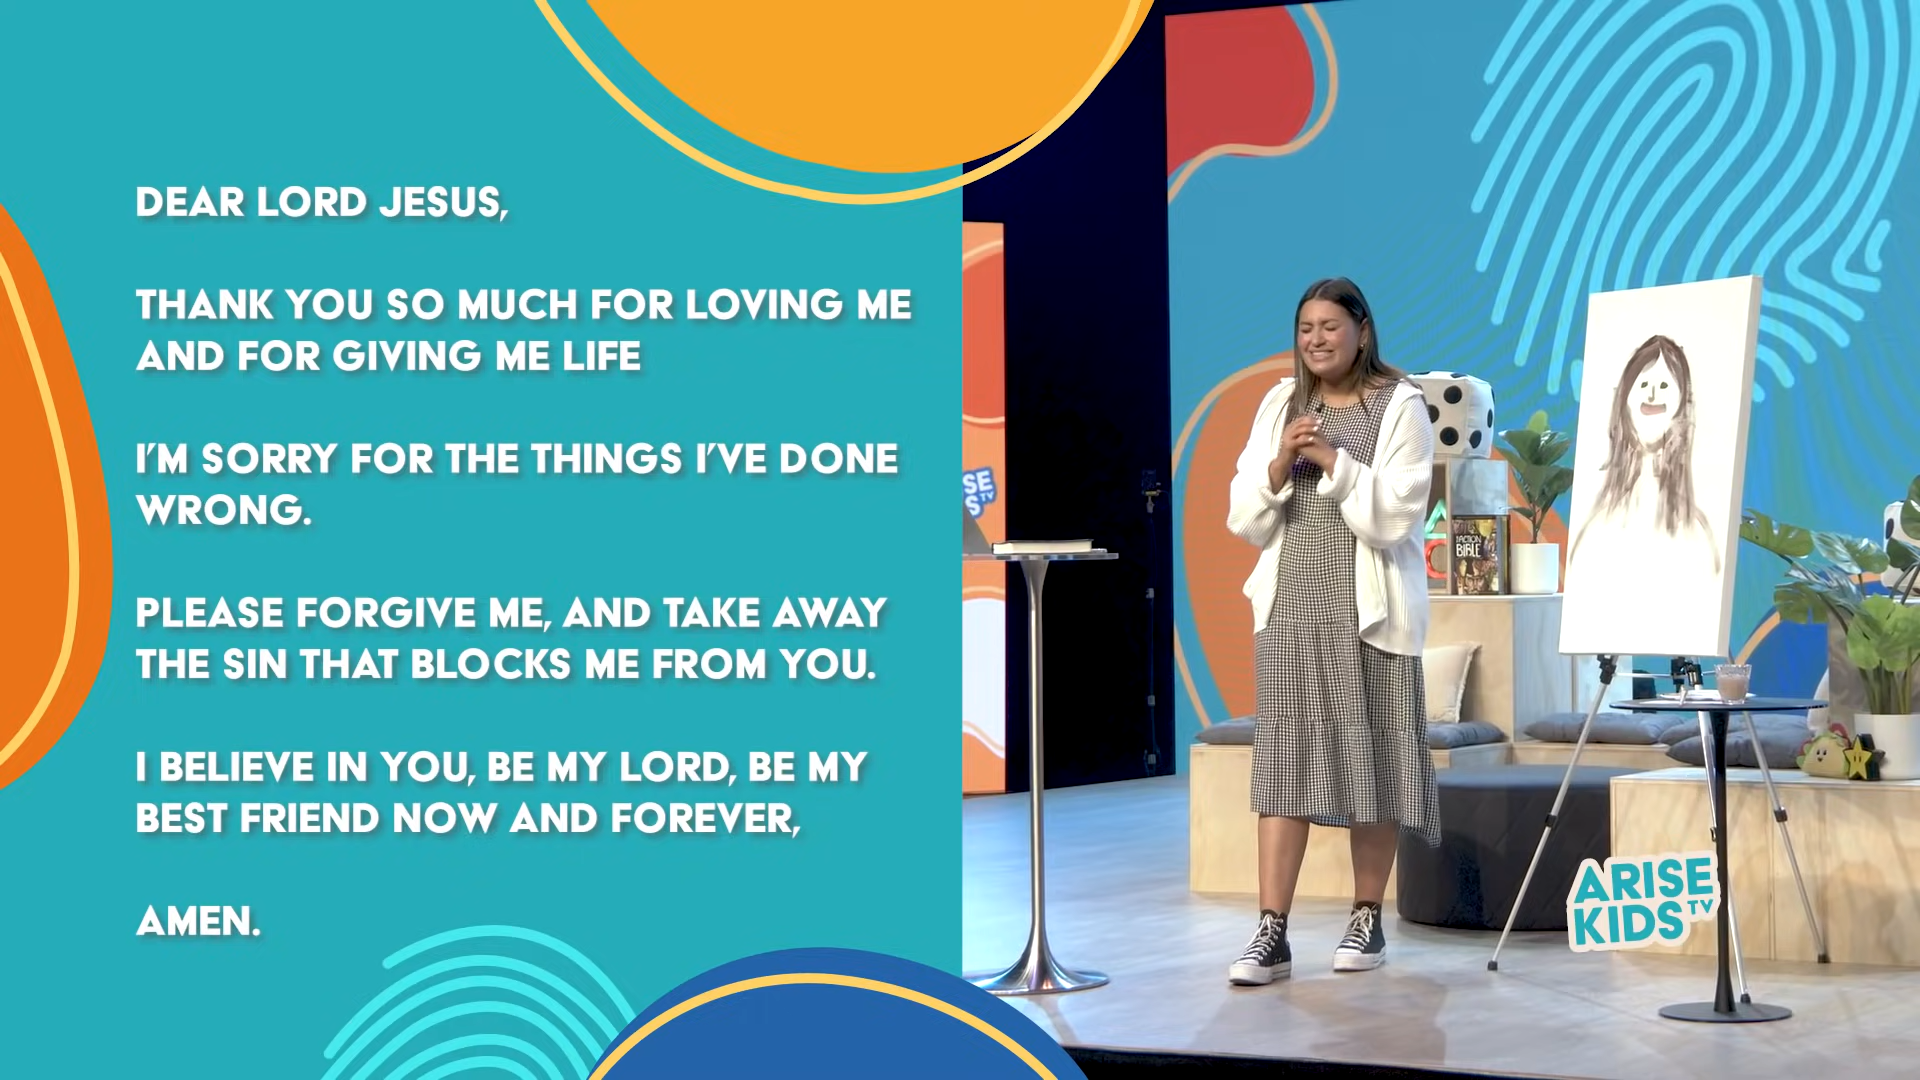 DEAR LORD JESUS,
THANK YOU SO MUCH FOR LOVING ME
AND FOR GIVING ME LIFE
I'M SORRY FOR THE THINGS I'VE DONE
WRONG.
PLEASE FORGIVE ME, AND TAKE AWAY
THE SIN THAT BLOCKS ME FROM YOU.
I BELIEVE IN YOU, BE MY LORD, BE MY
BEST FRIEND NOW AND FOREVER,
AMEN.
ACTION
BIBLE
ARISE
KIDS TV